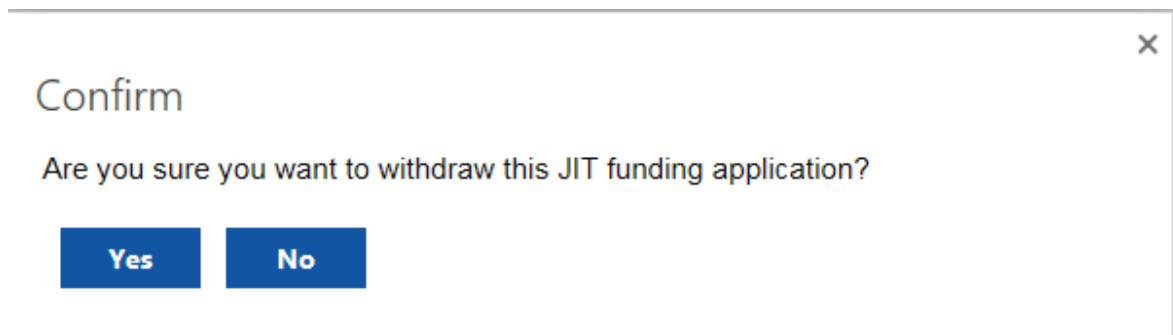 Confirm
Are you sure you want to withdraw this JIT funding application?
Yes No